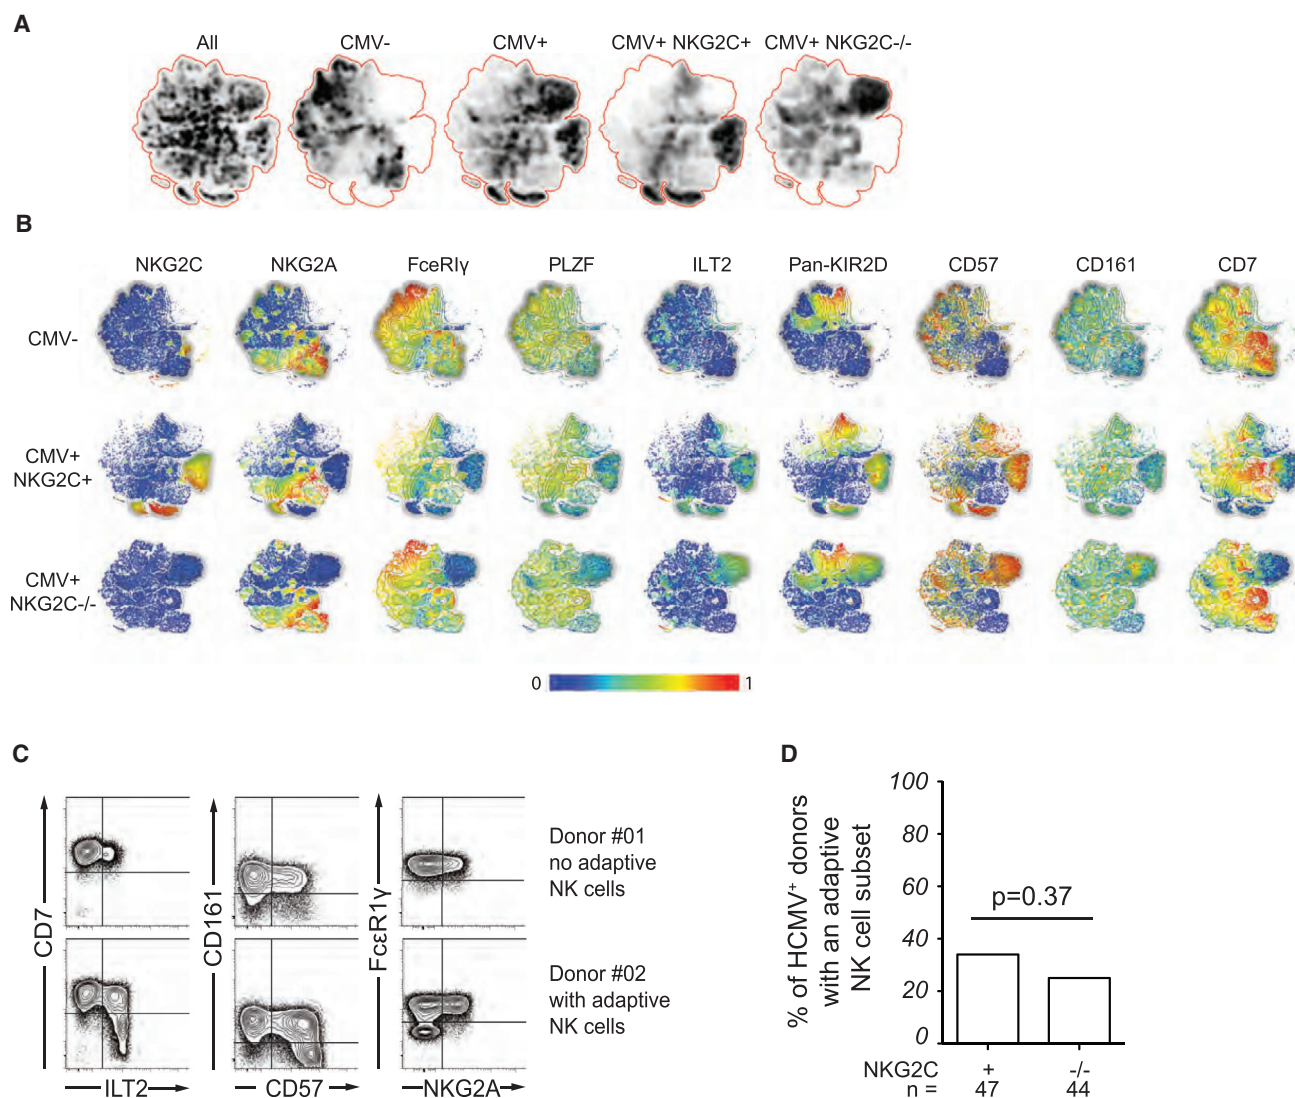 A
All CMV- CMV+ CMV+ NKG2C+ CMV+ NKG2C-/-
B
NKG2C NKG2A FceRIγ PLZF ILT2 Pan-KIR2D CD57 CD161 CD7
CMV-
CMV+
NKG2C+
CMV+
NKG2C-/-
0 1
C
CD7
CD161
FcεR1γ
Donor #01
no adaptive
NK cells
Donor #02
with adaptive
NK cells
ILT2 CD57 NKG2A
D
% of HCMV⁺ donors
with an adaptive
NK cell subset
100
80
60
40
20
0
p=0.37
NKG2C + -/-
n = 47 44